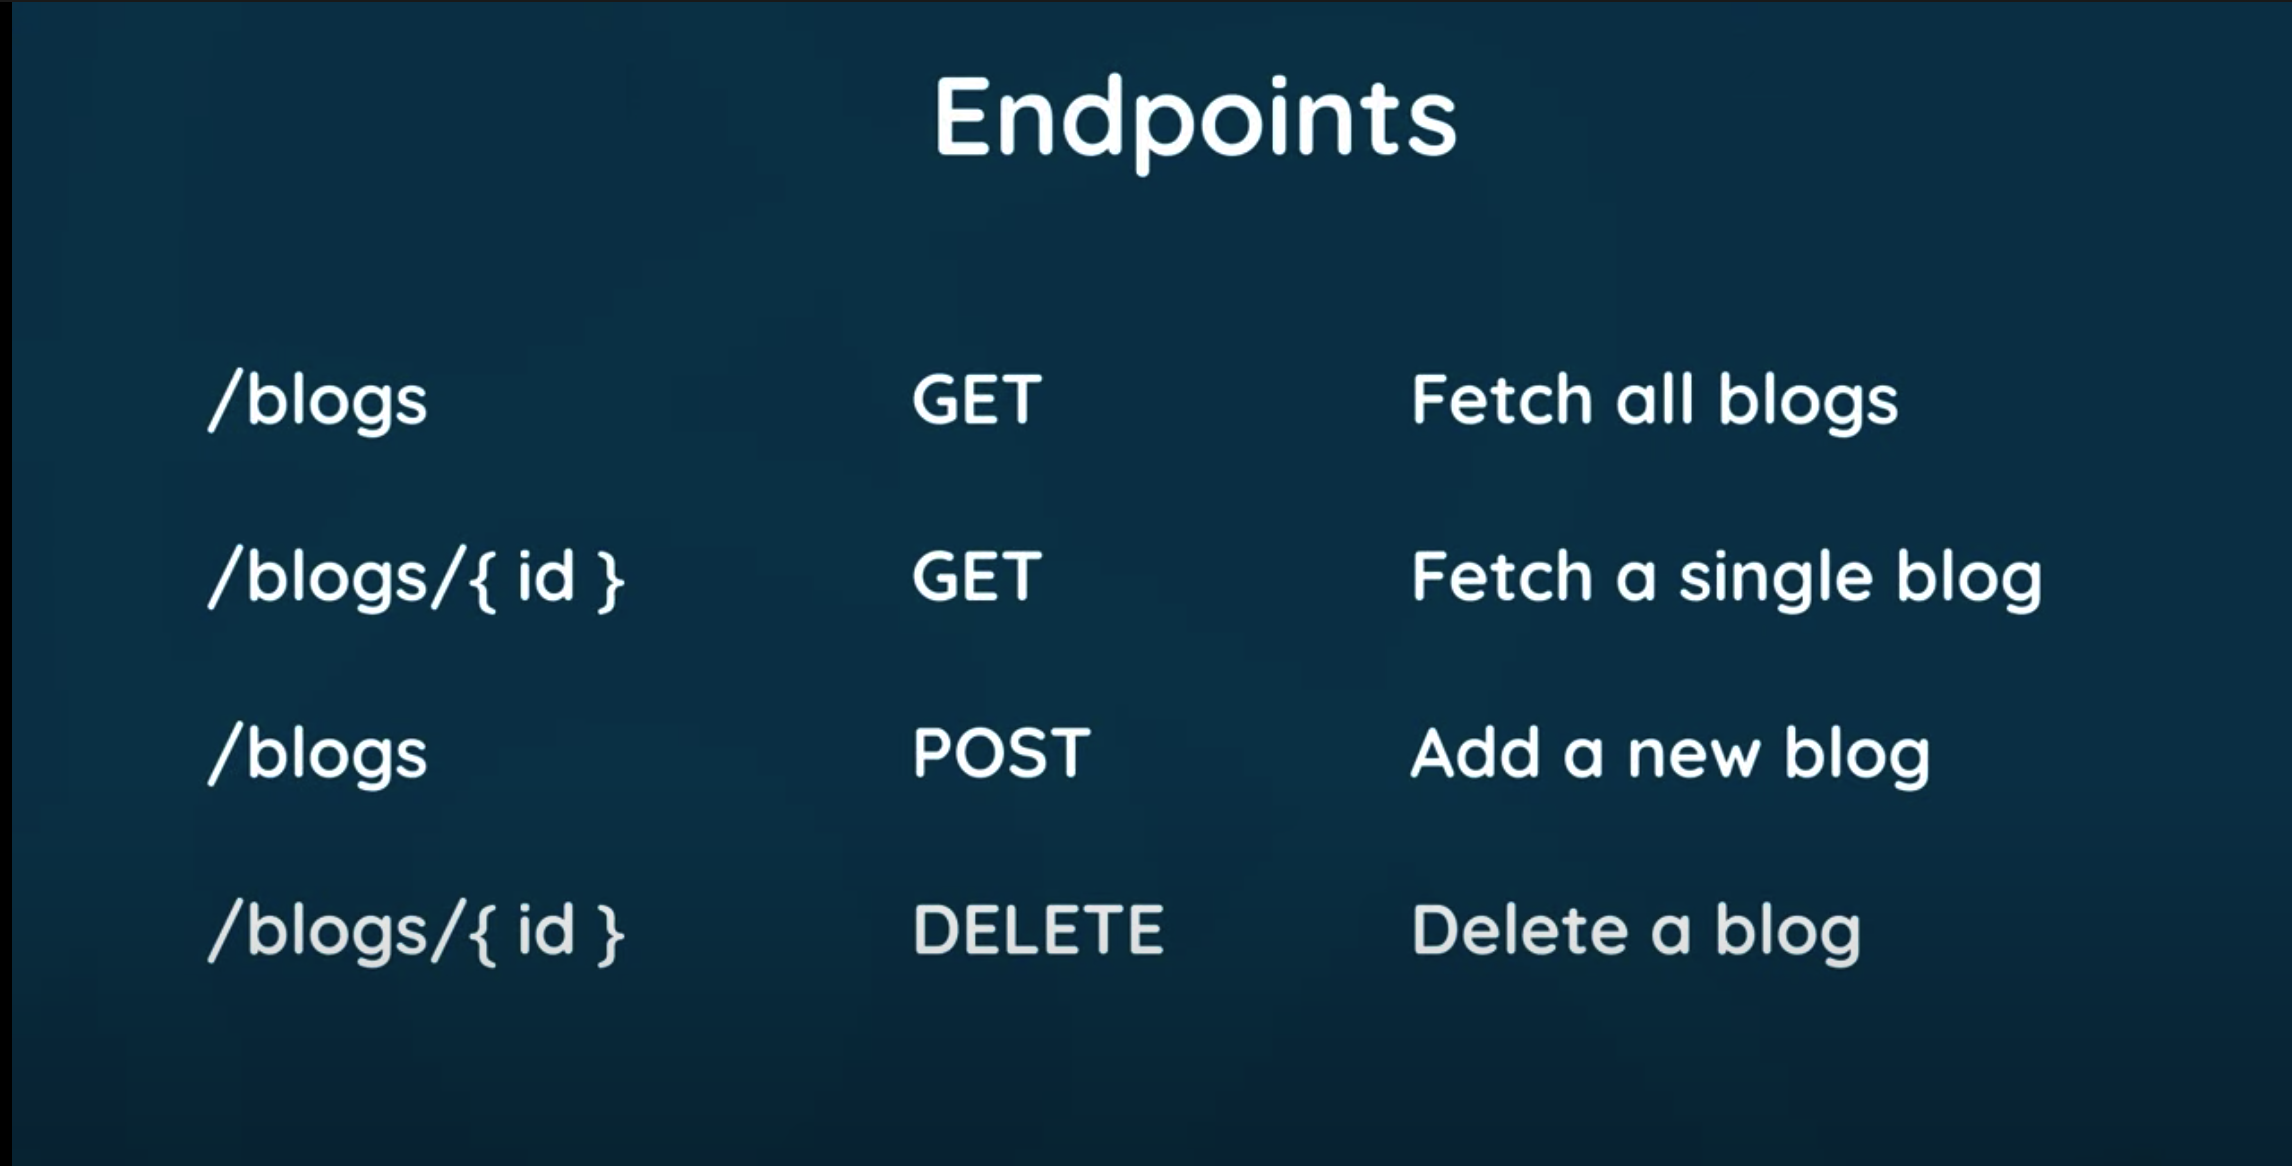 Endpoints
/blogs GET Fetch all blogs
/blogs/{ id } GET Fetch a single blog
/blogs POST Add a new blog
/blogs/{ id } DELETE Delete a blog